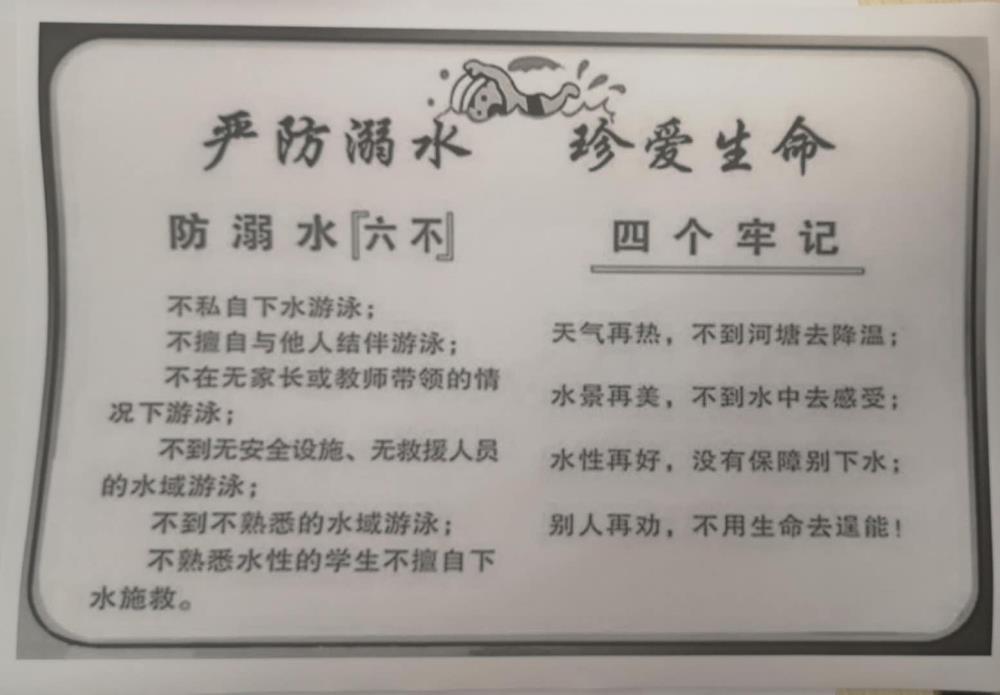 严防溺水 珍爱生命
防溺水『六不』
不私自下水游泳；
不擅自与他人结伴游泳；
不在无家长或教师带领的情
况下游泳；
不到无安全设施、无救援人员
的水域游泳；
不到不熟悉的水域游泳；
不熟悉水性的学生不擅自下
水施救。
四个牢记
天气再热，不到河塘去降温；
水景再美，不到水中去感受；
水性再好，没有保障别下水；
别人再劝，不用生命去逞能！